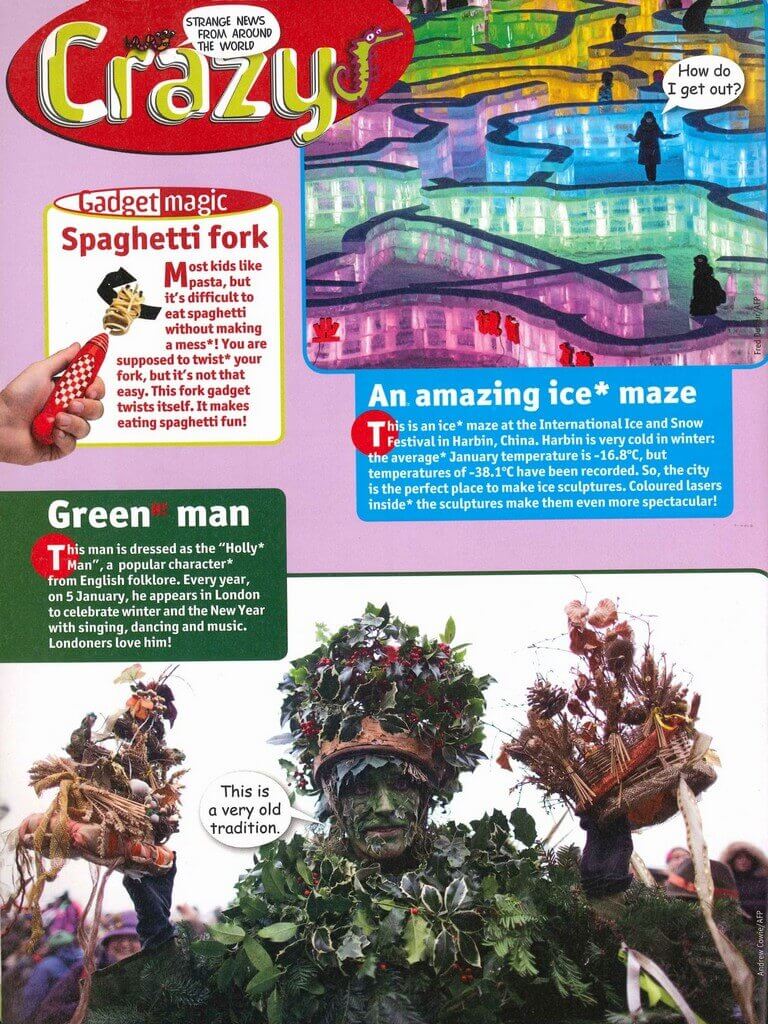 STRANGE NEWS
FROM AROUND
THE WORLD
Crazy
How do
I get out?
Gadget magic
Spaghetti fork
Most kids like
pasta, but
it's difficult to
eat spaghetti
without making
a mess*! You are
supposed to twist* your
fork, but it's not that
easy. This fork gadget
twists itself. It makes
eating spaghetti fun!
业
An amazing ice* maze
This is an ice* maze at the International Ice and Snow
Festival in Harbin, China. Harbin is very cold in winter:
the average* January temperature is -16.8°C, but
temperatures of -38.1°C have been recorded. So, the city
is the perfect place to make ice sculptures. Coloured lasers
inside* the sculptures make them even more spectacular!
Green man
This man is dressed as the "Holly*
Man", a popular character*
from English folklore. Every year,
on 5 January, he appears in London
to celebrate winter and the New Year
with singing, dancing and music.
Londoners love him!
This is
a very old
tradition.
Andrew Cowie/AFP